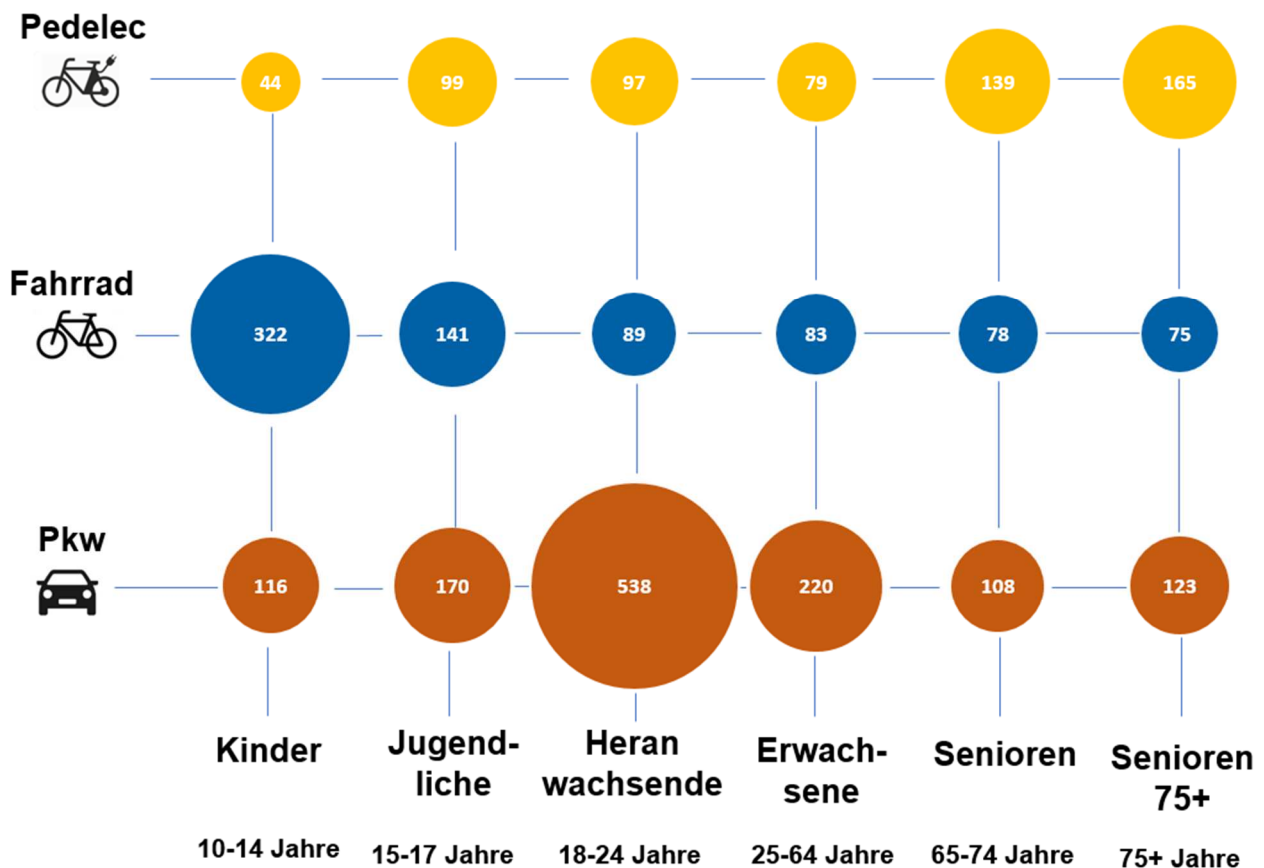 Pedelec
44 99 97 79 139 165
Fahrrad
322 141 89 83 78 75
Pkw
116 170 538 220 108 123
Kinder
Jugend-
liche
Heran
wachsende
Erwach-
sene
Senioren
Senioren
75+
10-14 Jahre 15-17 Jahre 18-24 Jahre 25-64 Jahre 65-74 Jahre 75+ Jahre